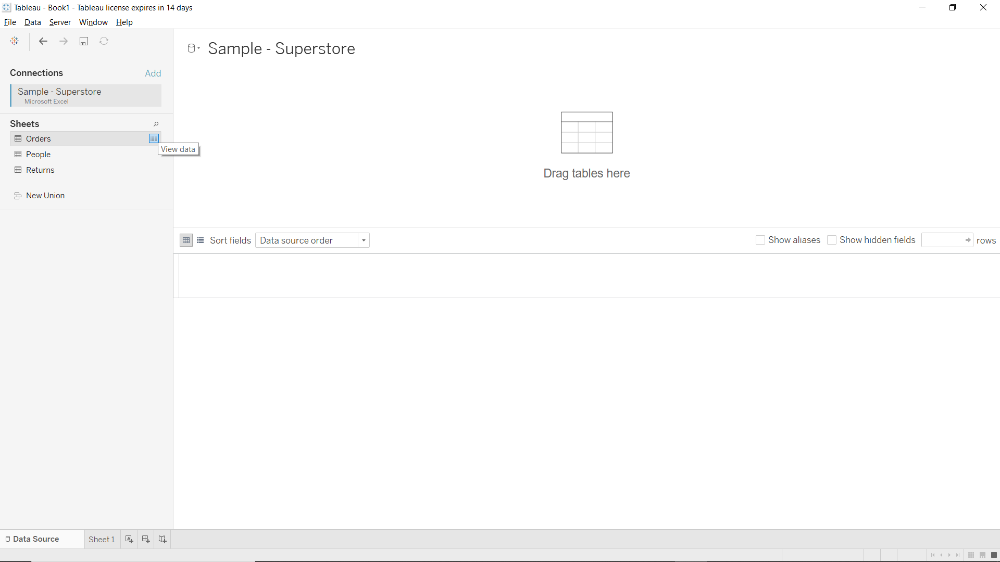 Tableau - Book1 - Tableau license expires in 14 days
File Data Server Window Help
Sample - Superstore
Connections Add
Sample - Superstore
Microsoft Excel
Sheets
Orders
View data
People
Returns
New Union
Drag tables here
Sort fields Data source order Show aliases Show hidden fields rows
Data Source Sheet 1